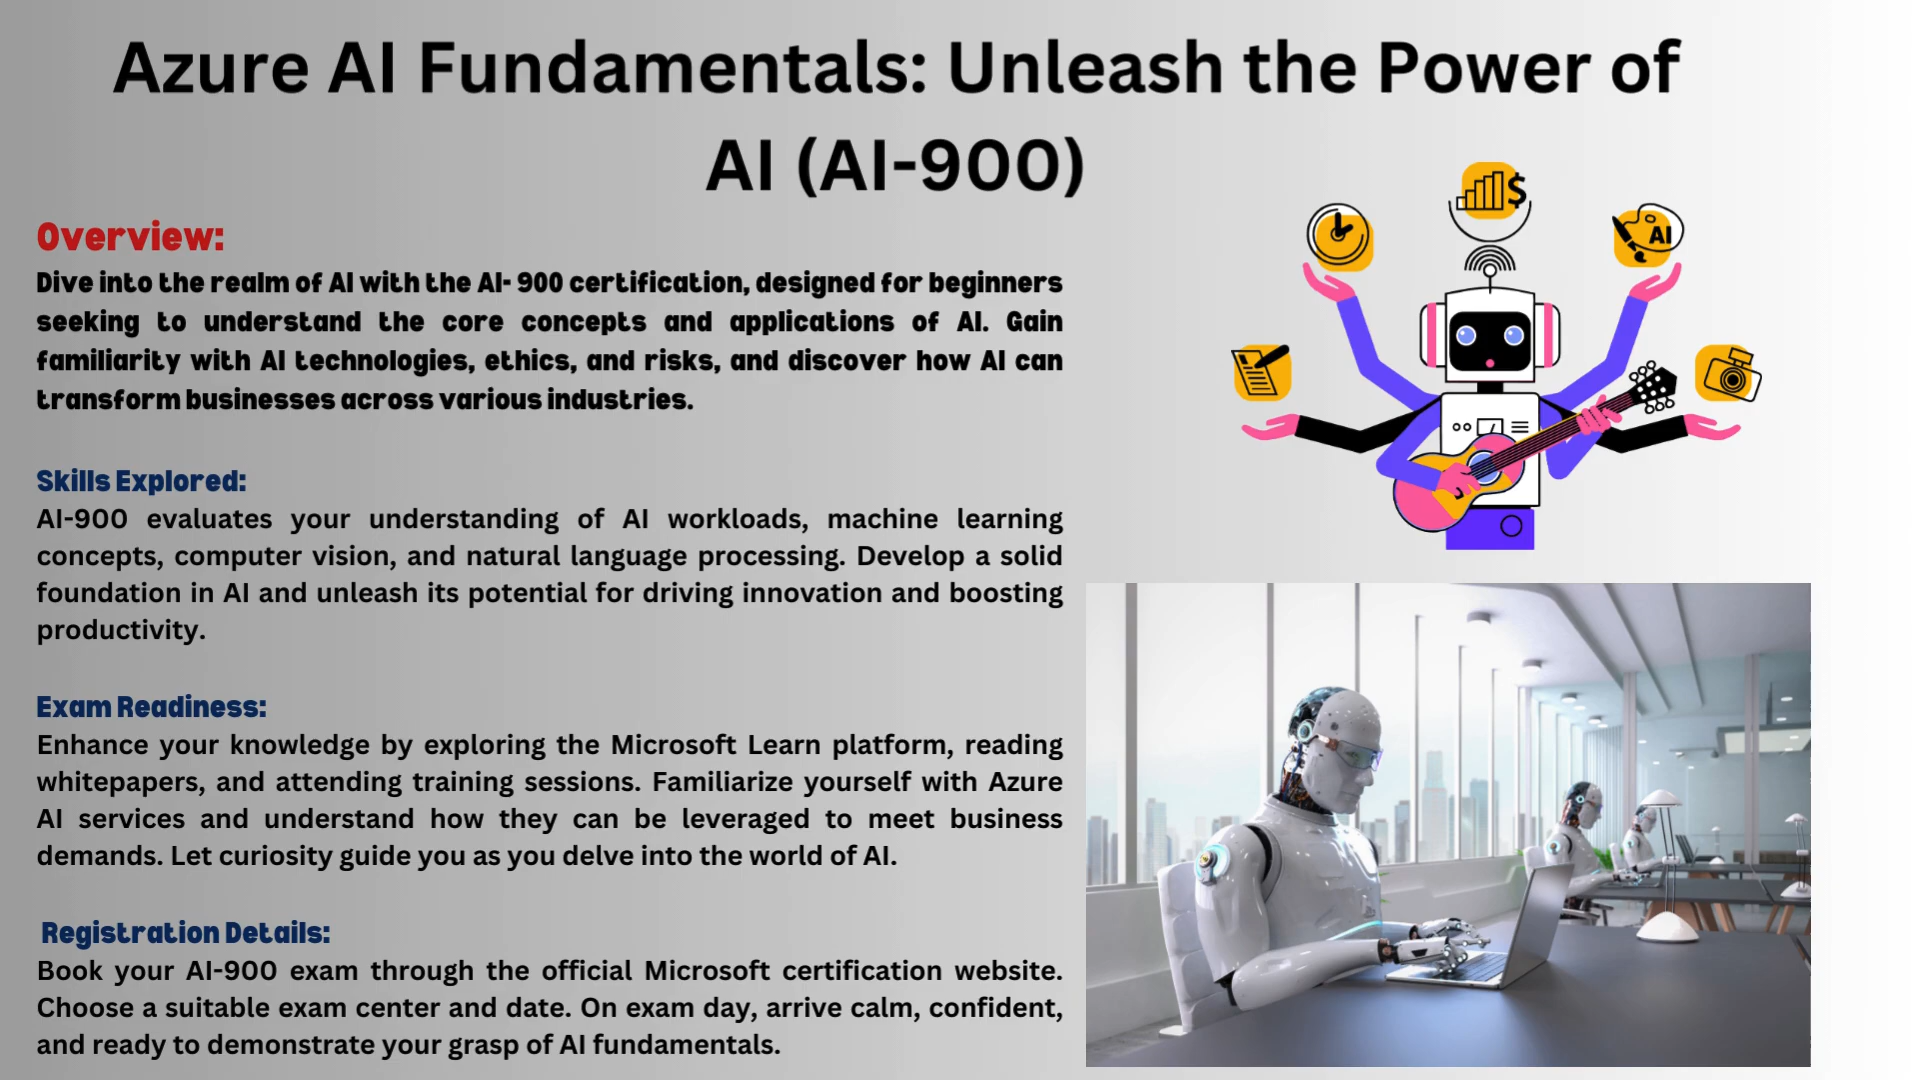 Azure AI Fundamentals: Unleash the Power of
AI (AI-900)
Overview:
Dive into the realm of AI with the AI- 900 certification, designed for beginners
seeking to understand the core concepts and applications of AI. Gain
familiarity with AI technologies, ethics, and risks, and discover how AI can
transform businesses across various industries.
Skills Explored:
AI-900 evaluates your understanding of AI workloads, machine learning
concepts, computer vision, and natural language processing. Develop a solid
foundation in AI and unleash its potential for driving innovation and boosting
productivity.
Exam Readiness:
Enhance your knowledge by exploring the Microsoft Learn platform, reading
whitepapers, and attending training sessions. Familiarize yourself with Azure
AI services and understand how they can be leveraged to meet business
demands. Let curiosity guide you as you delve into the world of AI.
Registration Details:
Book your AI-900 exam through the official Microsoft certification website.
Choose a suitable exam center and date. On exam day, arrive calm, confident,
and ready to demonstrate your grasp of AI fundamentals.
$
AI